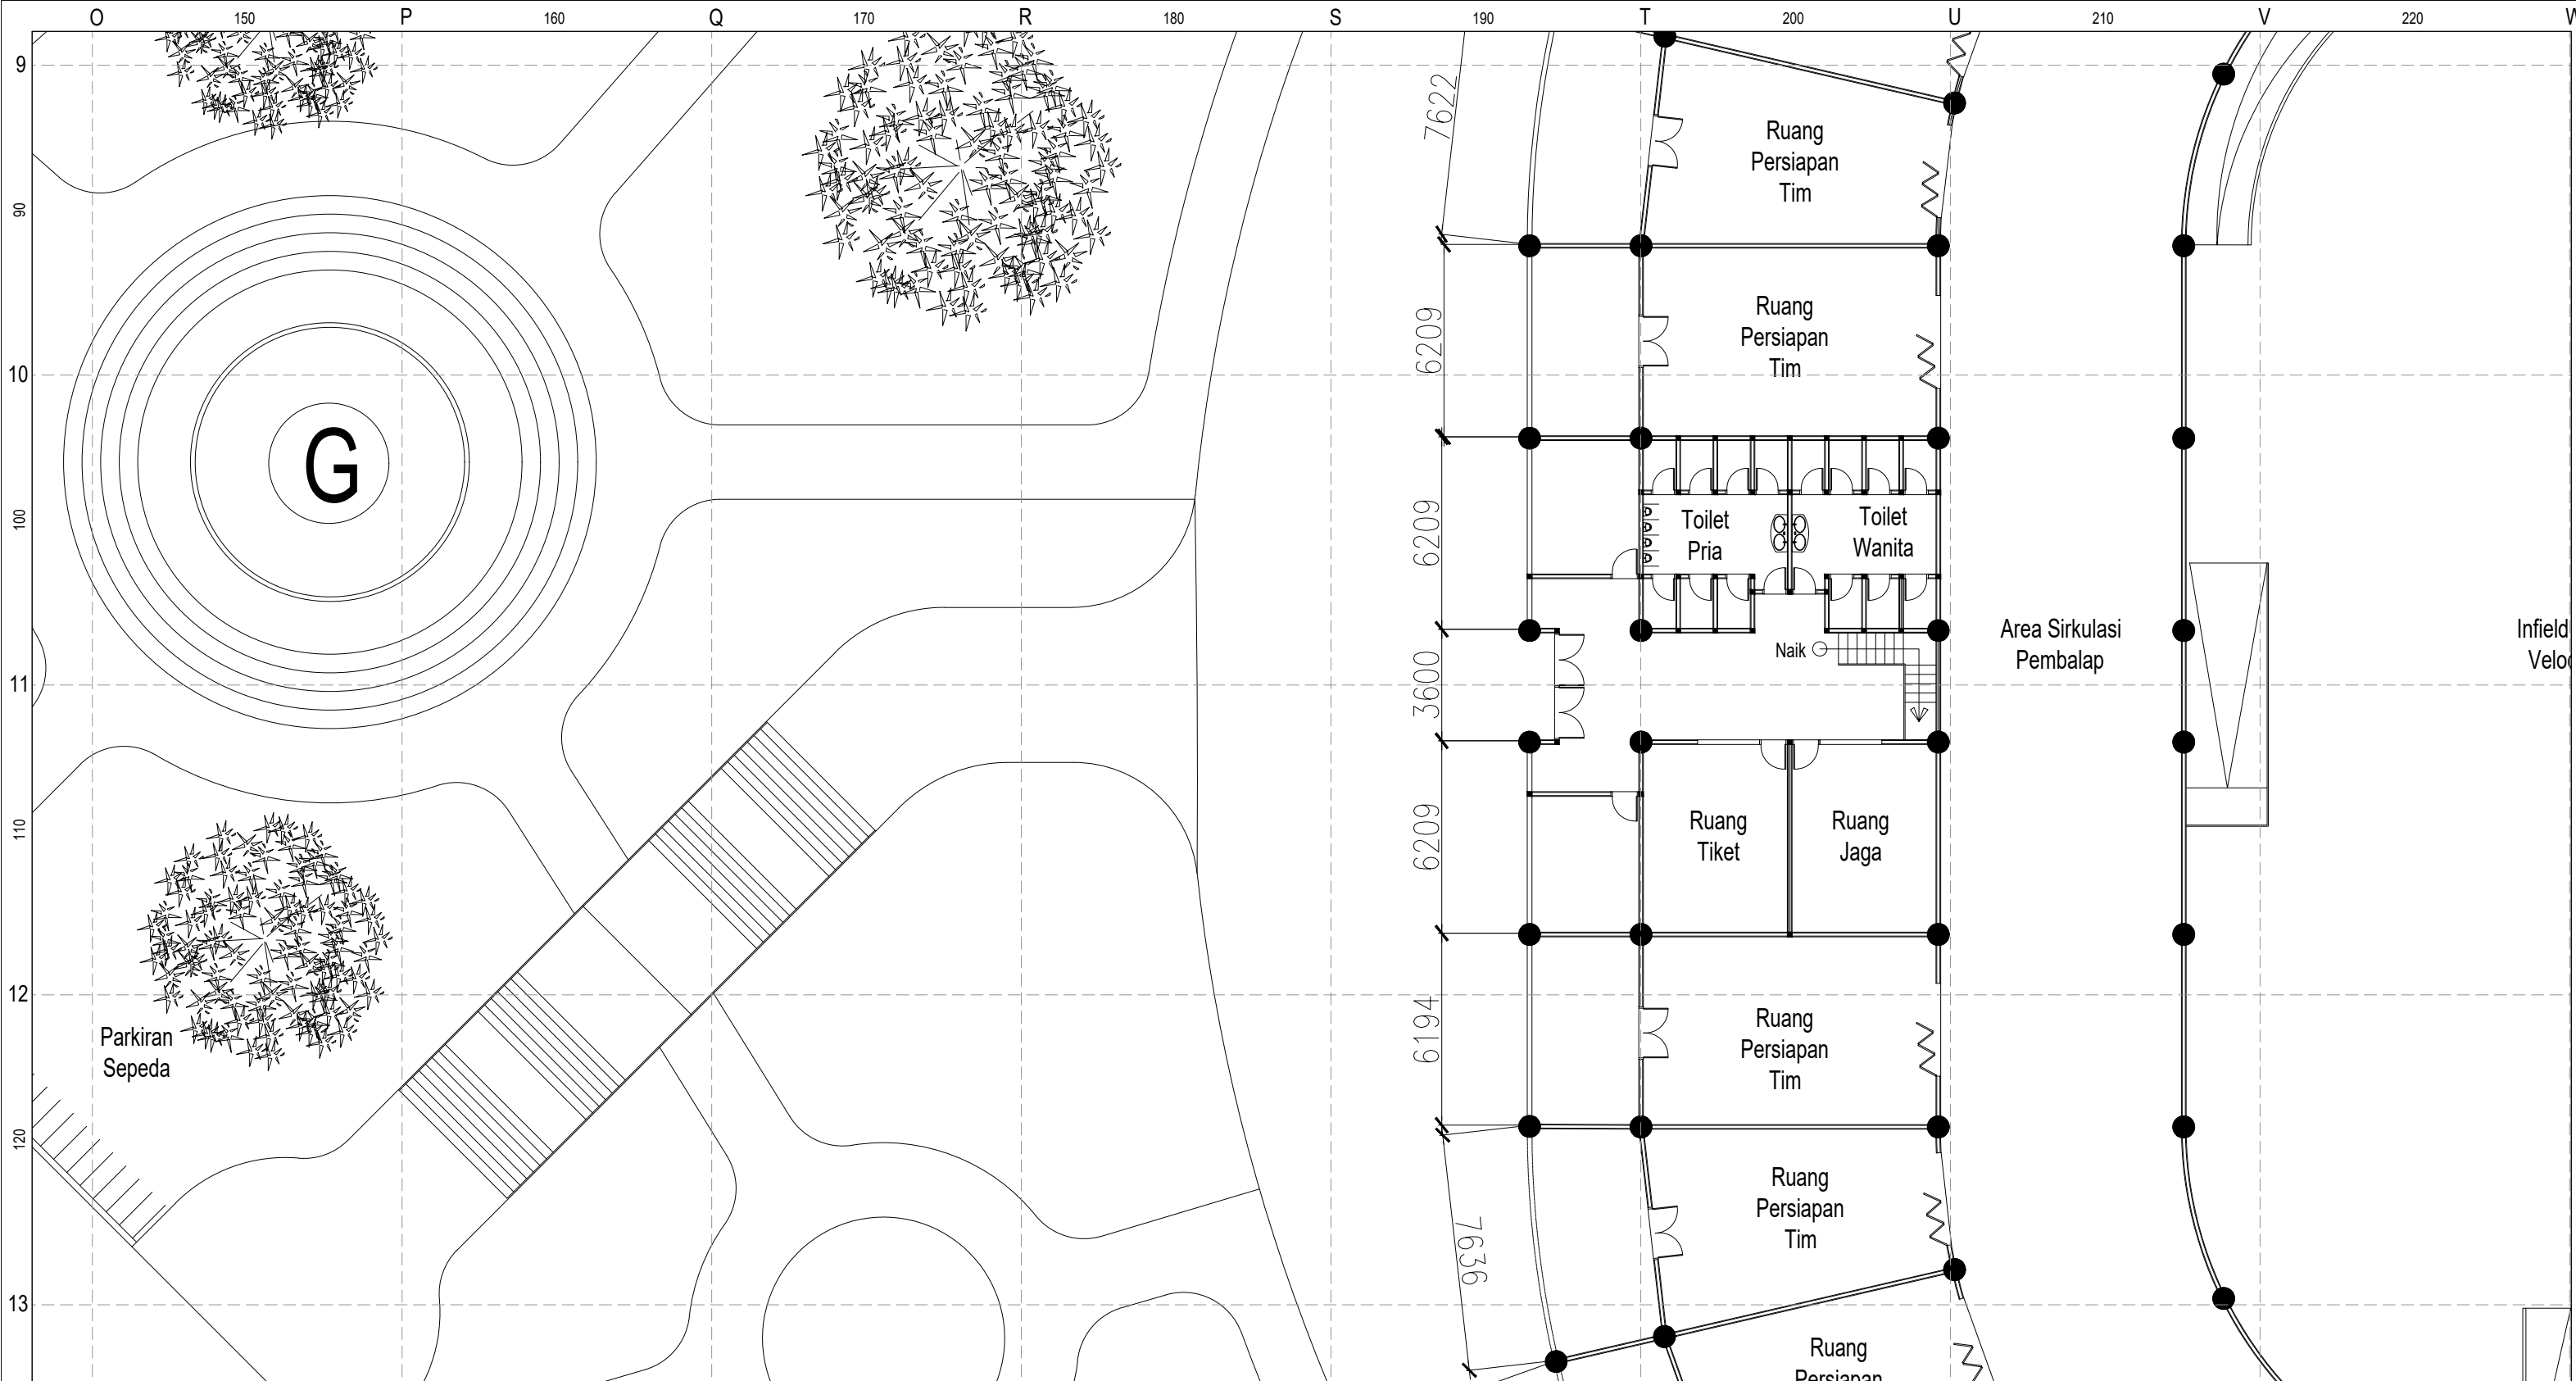 O 150 P 160 Q 170 R 180 S 190 T 200 U 210 V 220 W
9
7622
Ruang
Persiapan
Tim
90
Ruang
Persiapan
Tim
6209
10
G
100
6209
Toilet
Pria
Toilet
Wanita
Naik
Area Sirkulasi
Pembalap
Infield
Velo
11
3600
110
6209
Ruang
Tiket
Ruang
Jaga
12
6194
Ruang
Persiapan
Tim
Parkiran
Sepeda
120
Ruang
Persiapan
Tim
7636
13
Ruang
Persiapan